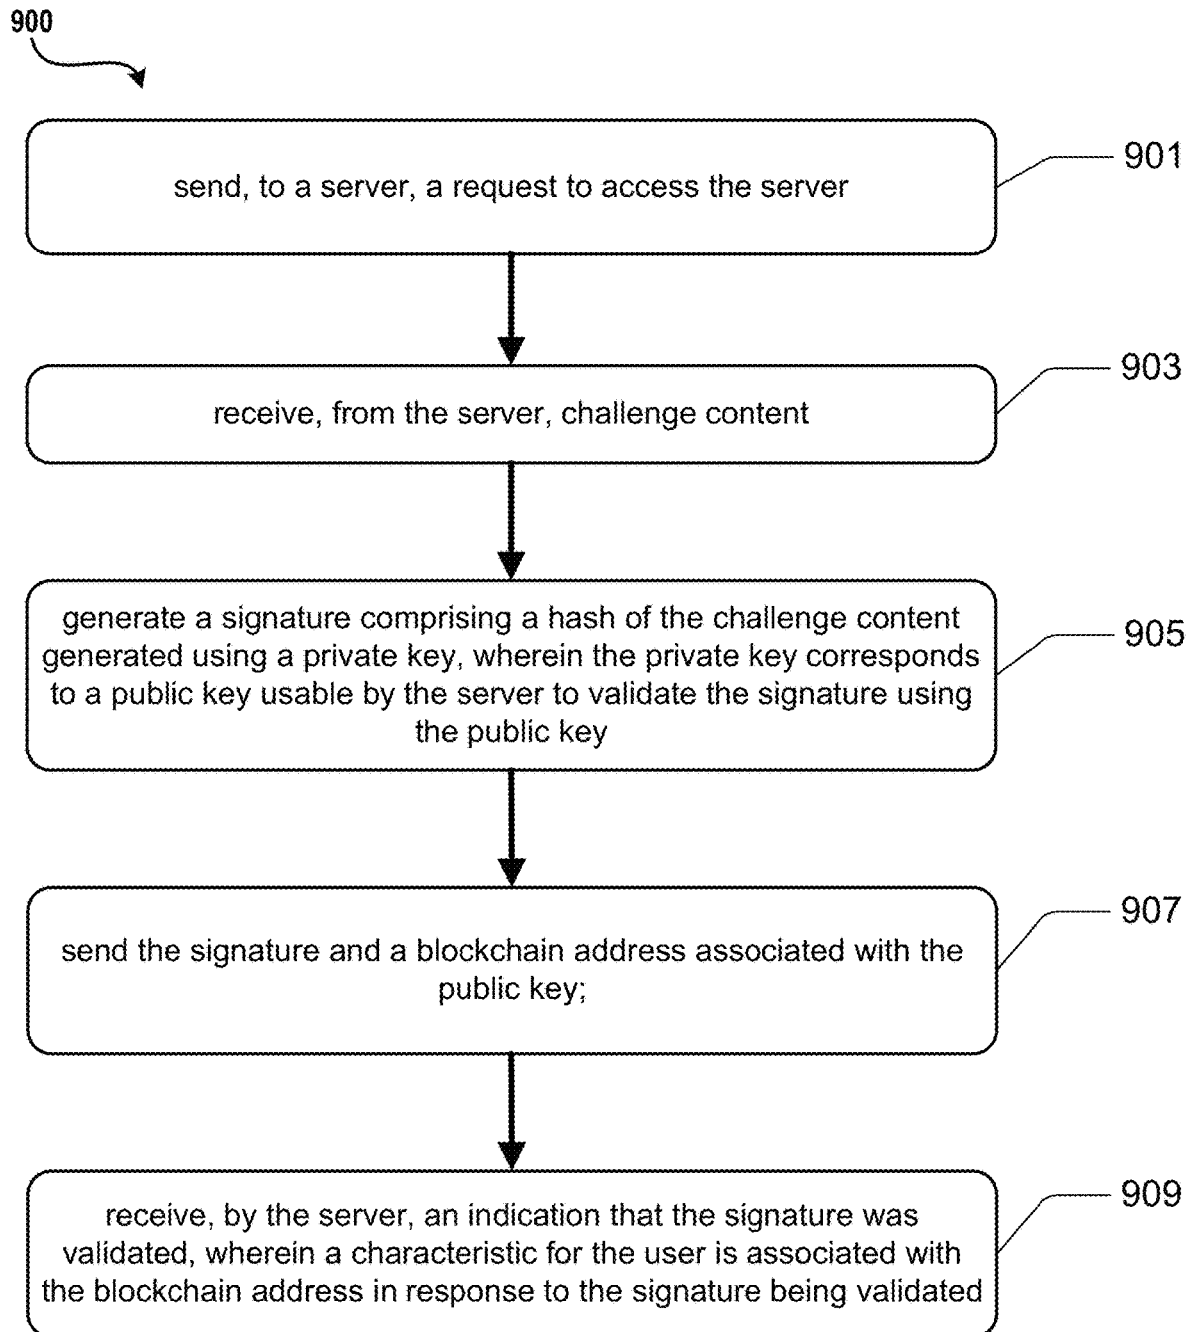 900
send, to a server, a request to access the server
901
receive, from the server, challenge content
903
generate a signature comprising a hash of the challenge content
generated using a private key, wherein the private key corresponds
to a public key usable by the server to validate the signature using
the public key
905
send the signature and a blockchain address associated with the
public key;
907
receive, by the server, an indication that the signature was
validated, wherein a characteristic for the user is associated with
the blockchain address in response to the signature being validated
909